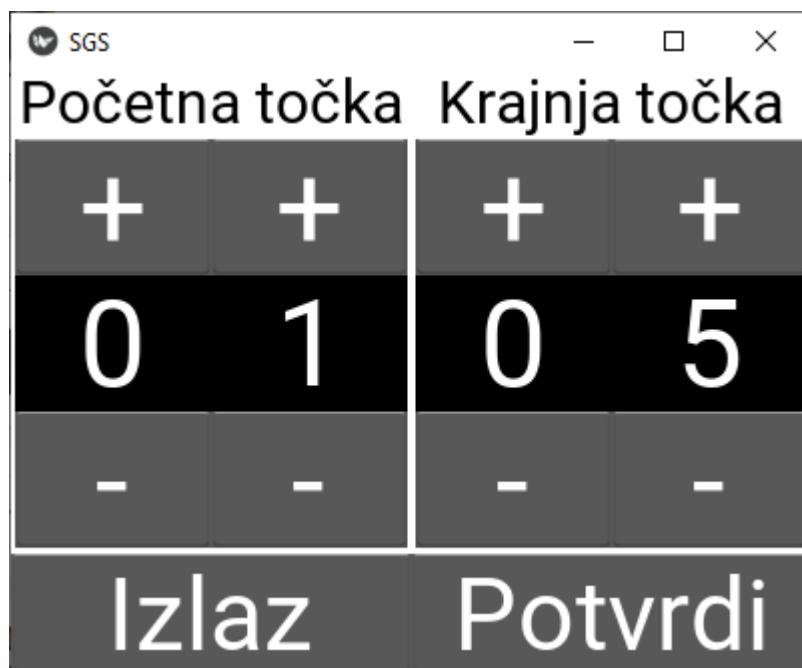 SGS
Početna točka Krajnja točka
+ + + +
0 1 0 5
- - - -
Izlaz Potvrdi